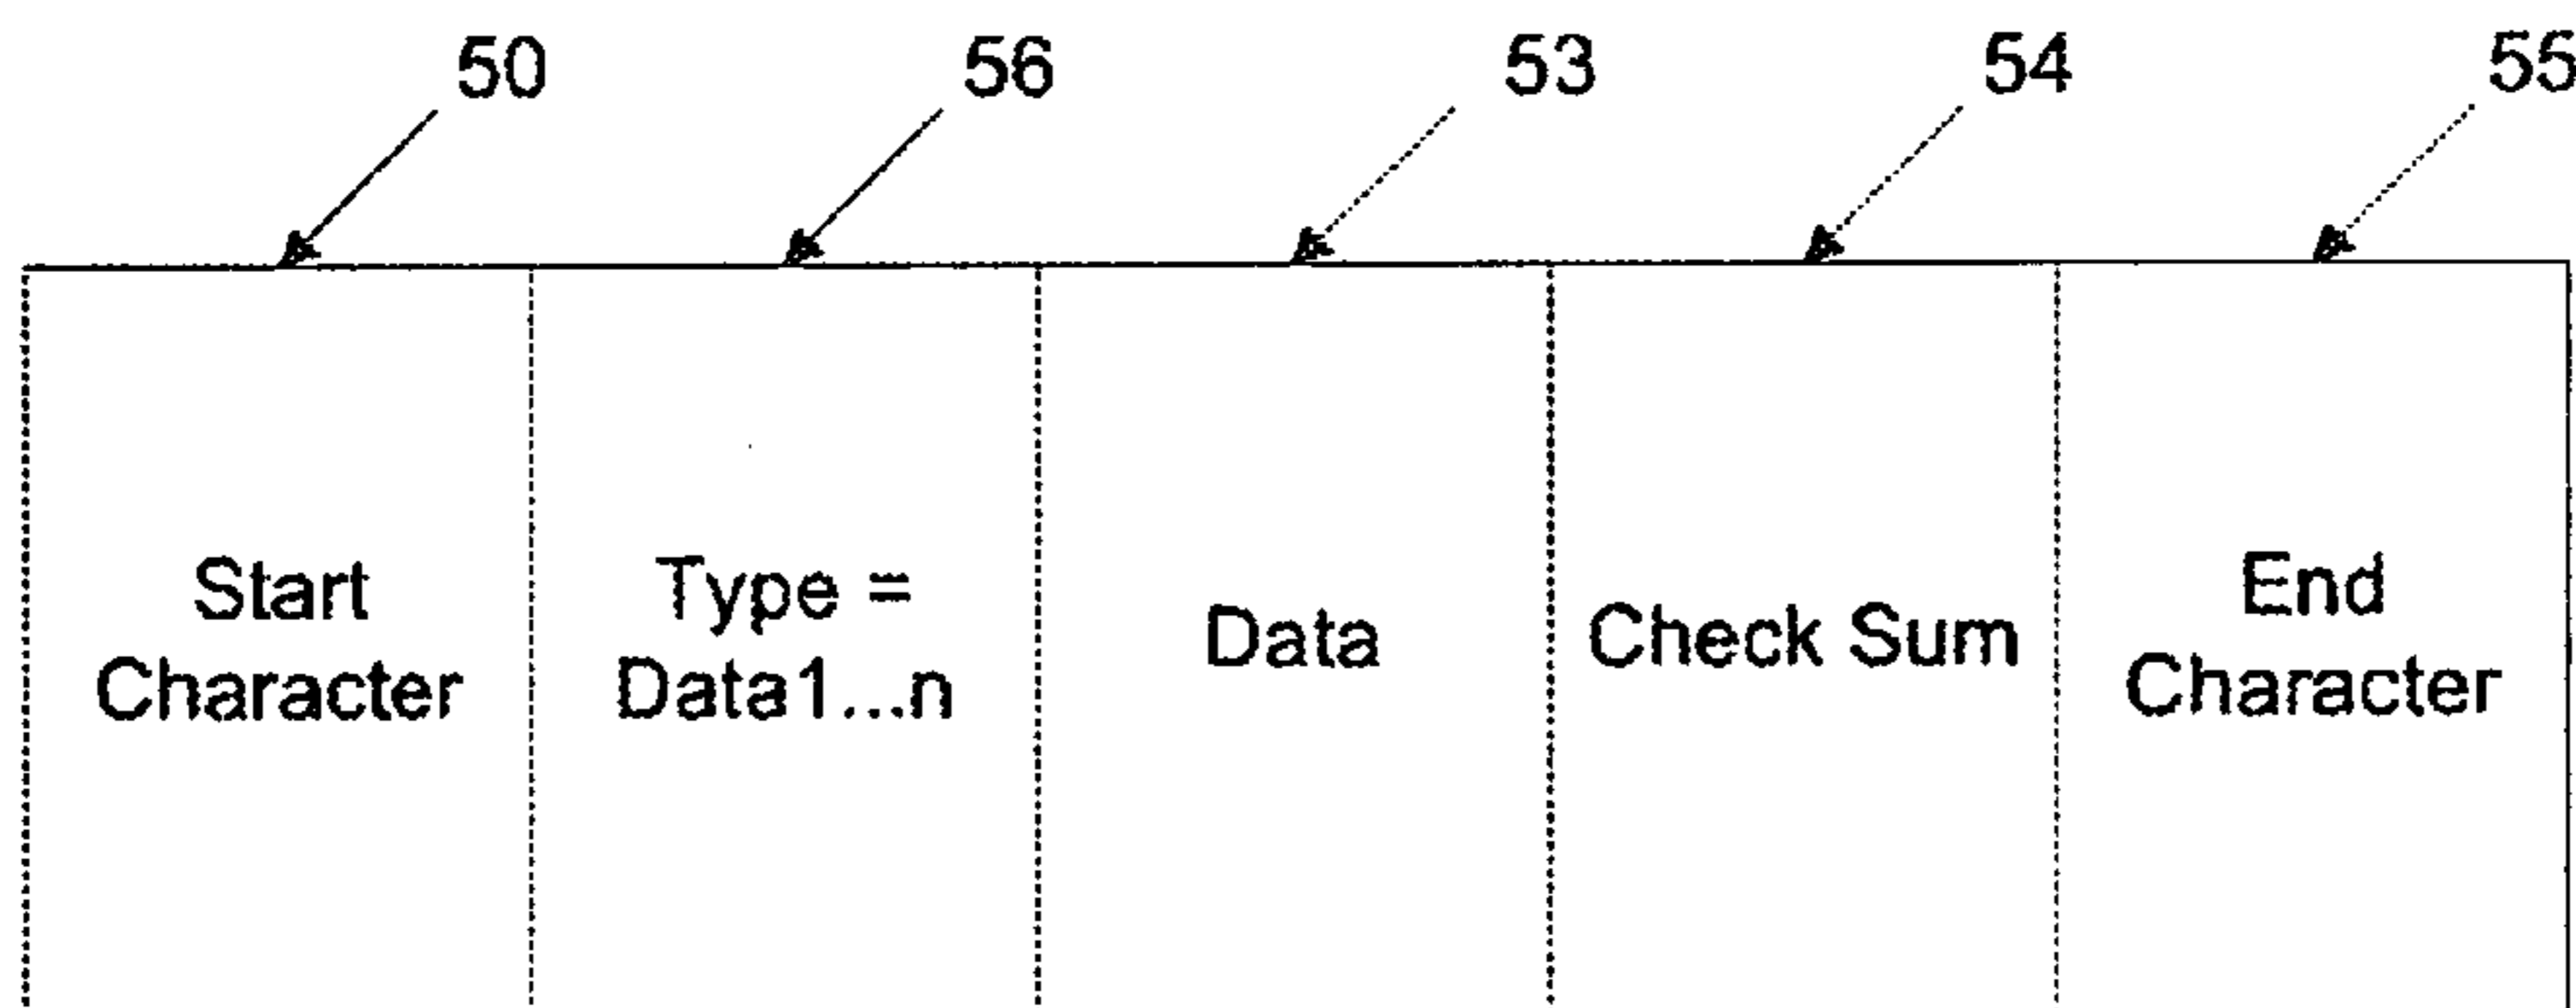 50 56 53 54 55
Start Character
Type = Data1...n
Data
Check Sum
End Character